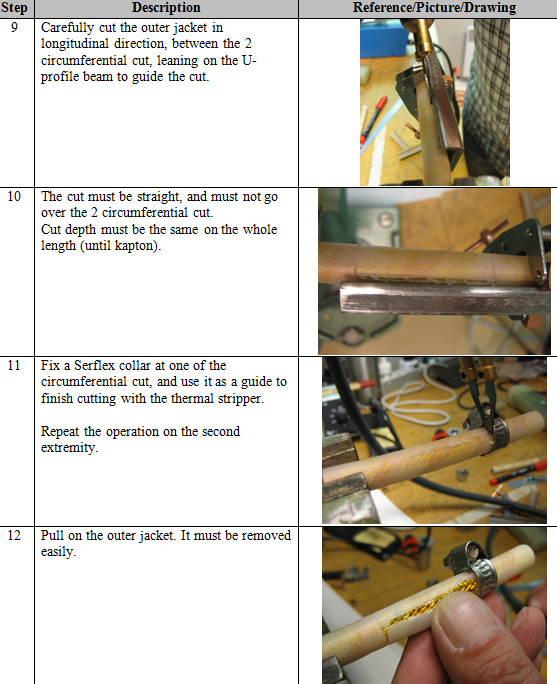 Step Description Reference/Picture/Drawing
9 Carefully cut the outer jacket in
longitudinal direction, between the 2
circumferential cut, leaning on the U-
profile beam to guide the cut.
10 The cut must be straight, and must not go
over the 2 circumferential cut.
Cut depth must be the same on the whole
length (until kapton).
11 Fix a Serflex collar at one of the
circumferential cut, and use it as a guide to
finish cutting with the thermal stripper.
Repeat the operation on the second
extremity.
12 Pull on the outer jacket. It must be removed
easily.